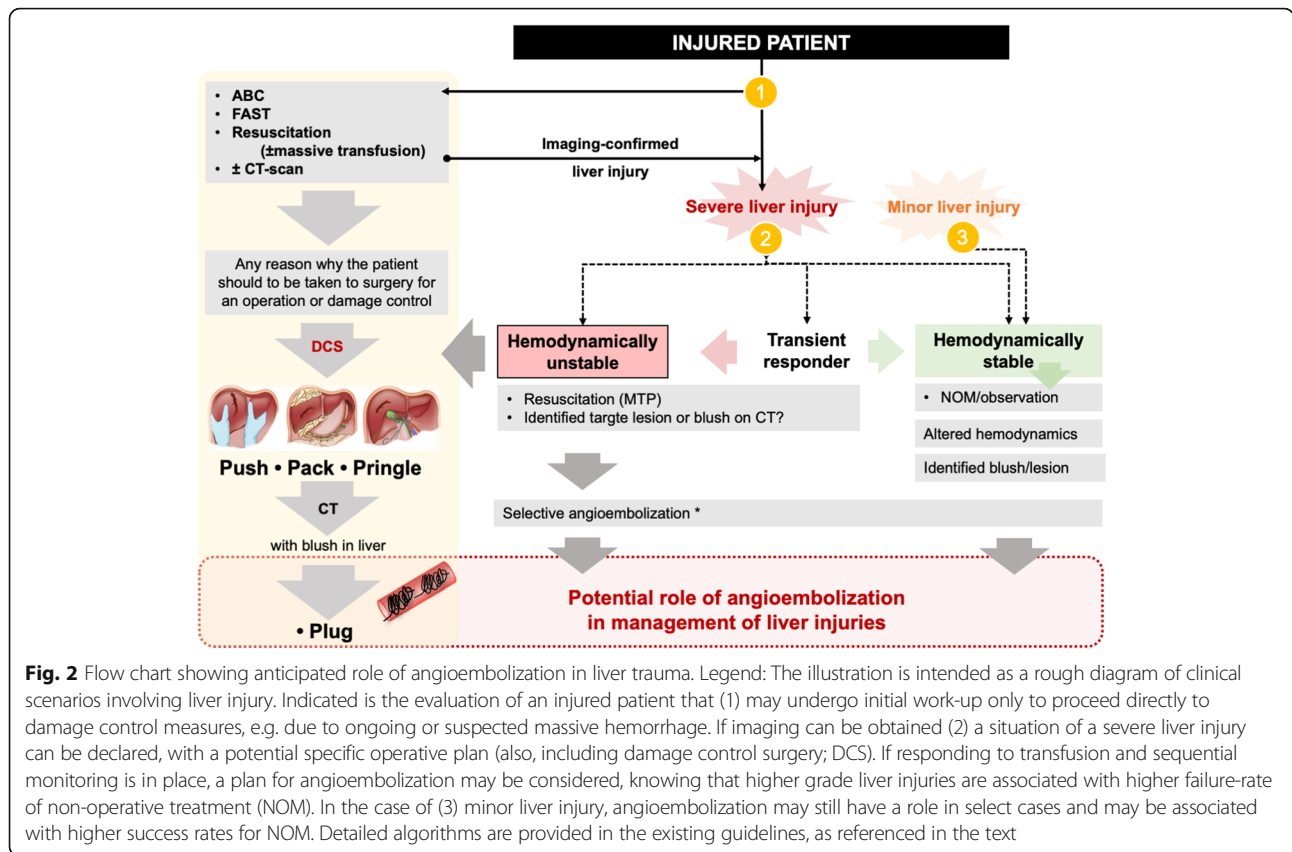 INJURED PATIENT
1
• ABC
• FAST
• Resuscitation
(±massive transfusion)
• ± CT-scan
Imaging-confirmed
liver injury
Severe liver injury
2
Minor liver injury
3
Any reason why the patient
should to be taken to surgery for
an operation or damage control
DCS
Hemodynamically
unstable
Transient
responder
Hemodynamically
stable
• Resuscitation (MTP)
• Identified targte lesion or blush on CT?
• NOM/observation
Altered hemodynamics
Identified blush/lesion
Push • Pack • Pringle
CT
with blush in liver
Selective angioembolization *
• Plug
Potential role of angioembolization
in management of liver injuries
Fig. 2 Flow chart showing anticipated role of angioembolization in liver trauma. Legend: The illustration is intended as a rough diagram of clinical
scenarios involving liver injury. Indicated is the evaluation of an injured patient that (1) may undergo initial work-up only to proceed directly to
damage control measures, e.g. due to ongoing or suspected massive hemorrhage. If imaging can be obtained (2) a situation of a severe liver injury
can be declared, with a potential specific operative plan (also, including damage control surgery; DCS). If responding to transfusion and sequential
monitoring is in place, a plan for angioembolization may be considered, knowing that higher grade liver injuries are associated with higher failure-rate
of non-operative treatment (NOM). In the case of (3) minor liver injury, angioembolization may still have a role in select cases and may be associated
with higher success rates for NOM. Detailed algorithms are provided in the existing guidelines, as referenced in the text